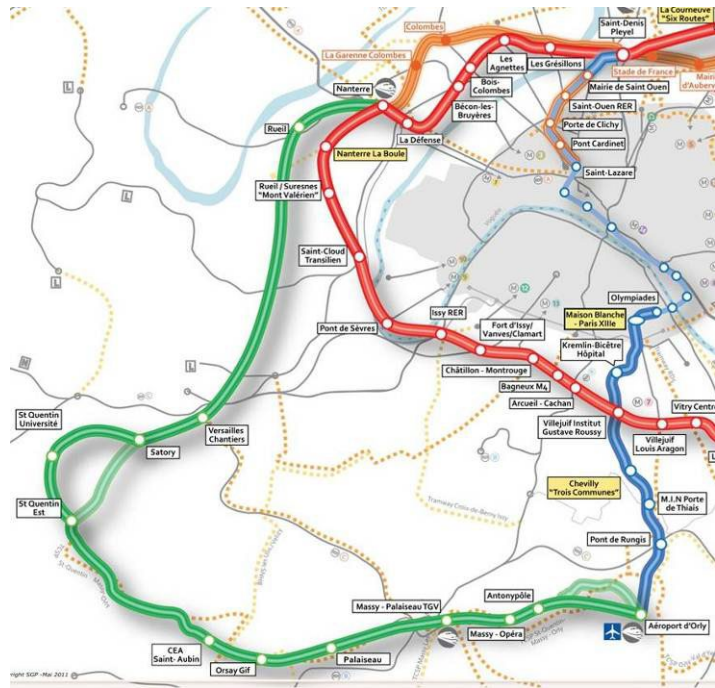 La Courneuve
"Six Routes"
Saint-Denis
Pleyel
Colombes
La Garenne Colombes
Les
Agnettes
Les Grésillons
Stade de France
Mairie de Saint Ouen
Nanterre
Bois-
Colombes
Saint-Ouen RER
Bécon-les-
Bruyères
Rueil
Porte de Clichy
La Défense
Pont Cardinet
Nanterre La Boule
Saint-Lazare
Rueil / Suresnes
"Mont Valérien"
Saint-Cloud
Transilien
Olympiades
Issy RER
Maison Blanche
- Paris XIIIe
Pont de Sèvres
Fort d'Issy/
Vanves/Clamart
Kremlin-Bicêtre
Hôpital
Châtillon - Montrouge
Bagneux M4
Arcueil - Cachan
St Quentin
Université
Versailles
Chantiers
Villejuif Institut
Gustave Roussy
Vitry Centre
Satory
Villejuif
Louis Aragon
Chevilly
"Trois Communes"
St Quentin
Est
M.I.N Porte
de Thiais
Tramway Croix-de-Berny Issy
Pont de Rungis
Antonypôle
Massy - Palaiseau TGV
Aéroport d'Orly
Massy - Opéra
CEA
Saint- Aubin
Palaiseau
Orsay Gif
SGP -Mai 2011